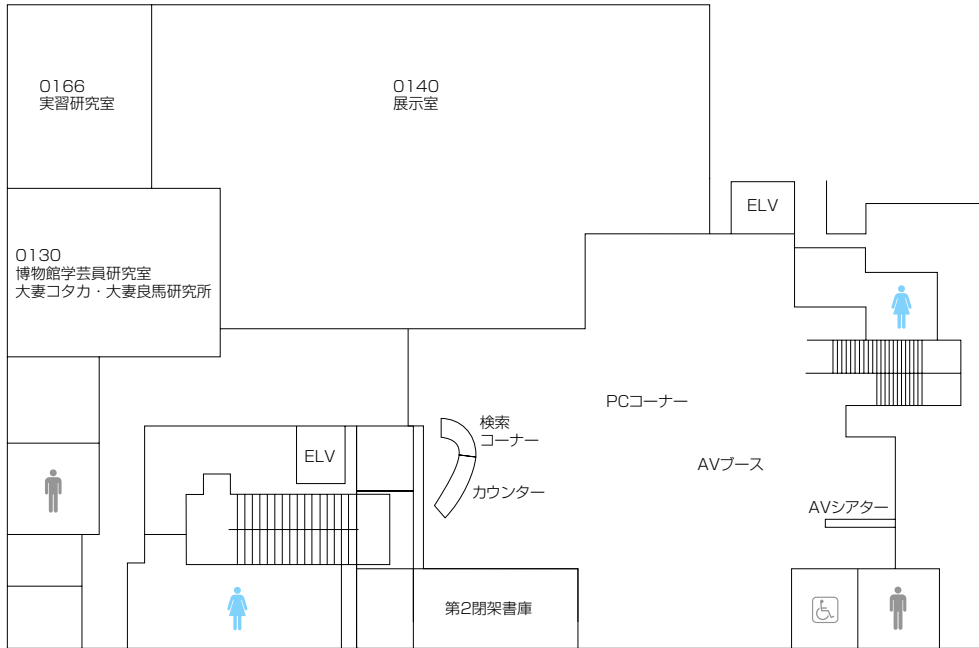 0166
実習研究室
0140
展示室
ELV
0130
博物館学芸員研究室
大妻コタカ・大妻良馬研究所
PCコーナー
検索
コーナー
ELV
AVブース
カウンター
AVシアター
第2閉架書庫